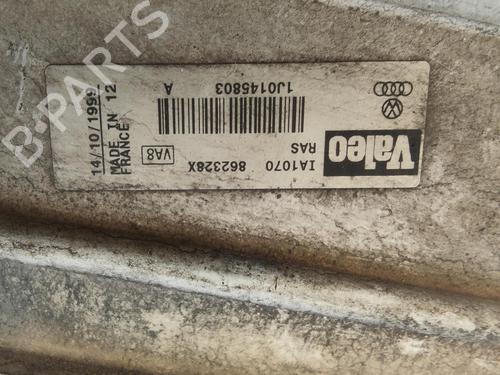 1J0145803 A
Valeo
IA1070
RAS
862328X
VA8
14/10/1999
MADE IN 12
FRANCE
B-PARTS